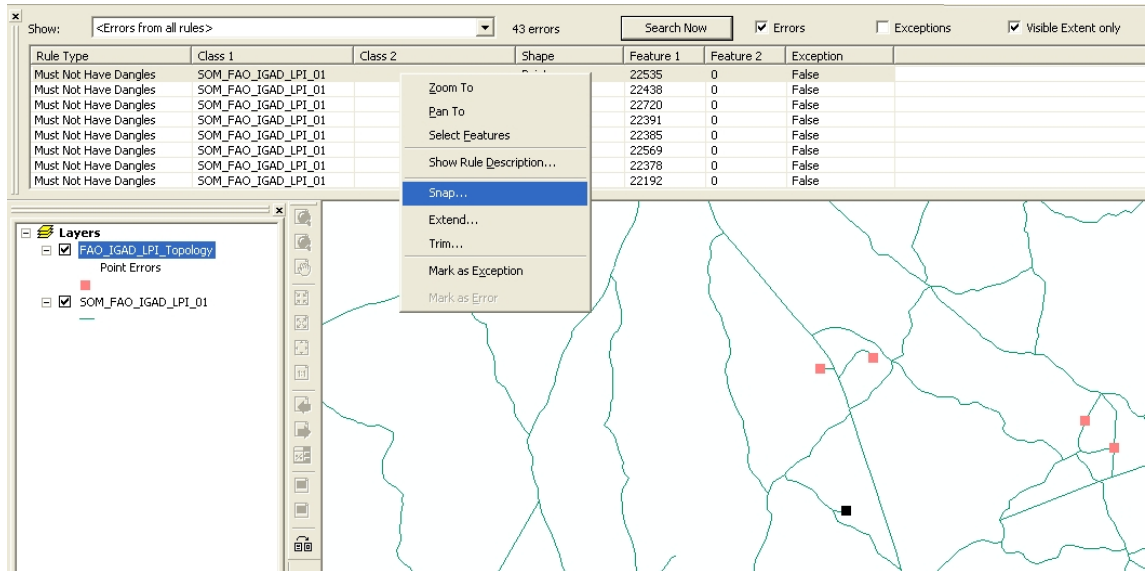 Show: <Errors from all rules> 43 errors Search Now Errors Exceptions Visible Extent only
Rule Type Class 1 Class 2 Shape Feature 1 Feature 2 Exception
Must Not Have Dangles SOM_FAO_IGAD_LPI_01 22535 0 False
Must Not Have Dangles SOM_FAO_IGAD_LPI_01 22438 0 False
Must Not Have Dangles SOM_FAO_IGAD_LPI_01 22720 0 False
Must Not Have Dangles SOM_FAO_IGAD_LPI_01 22391 0 False
Must Not Have Dangles SOM_FAO_IGAD_LPI_01 22385 0 False
Must Not Have Dangles SOM_FAO_IGAD_LPI_01 22569 0 False
Must Not Have Dangles SOM_FAO_IGAD_LPI_01 22378 0 False
Must Not Have Dangles SOM_FAO_IGAD_LPI_01 22192 0 False
Zoom To
Pan To
Select Features
Show Rule Description...
Snap...
Extend...
Trim...
Mark as Exception
Mark as Error
Layers
FAO_IGAD_LPI_Topology
Point Errors
SOM_FAO_IGAD_LPI_01
1:1